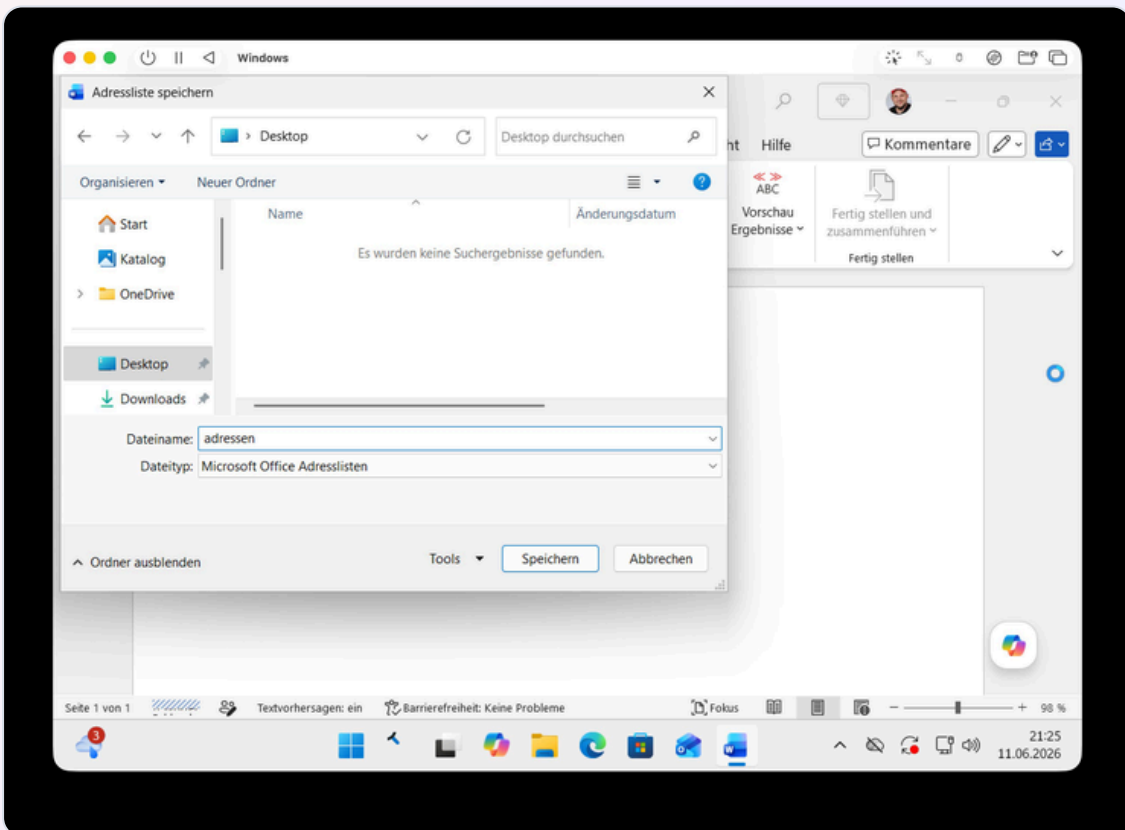 Windows
Adressliste speichern
Desktop
Desktop durchsuchen
ht Hilfe
Kommentare
Organisieren
Neuer Ordner
ABC
Vorschau
Ergebnisse
Fertig stellen und
zusammenführen
Fertig stellen
Start
Katalog
OneDrive
Desktop
Downloads
Name
Änderungsdatum
Es wurden keine Suchergebnisse gefunden.
Dateiname: adressen
Dateityp: Microsoft Office Adresslisten
Ordner ausblenden
Tools
Speichern
Abbrechen
Seite 1 von 1
Textvorhersagen: ein
Barrierefreiheit: Keine Probleme
Fokus
98 %
3
21:25
11.06.2026